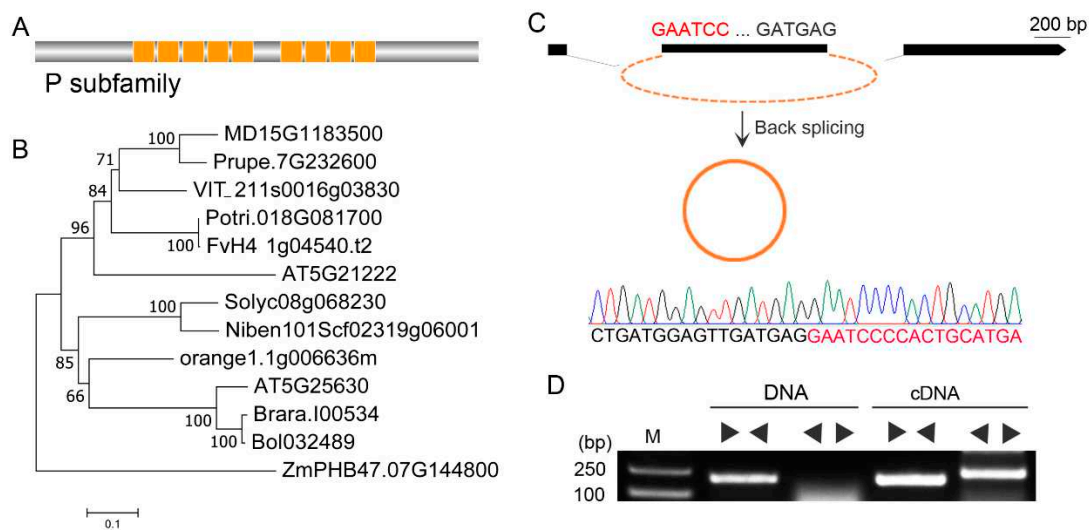 A
P subfamily
B
100
MD15G1183500
71
Prupe.7G232600
84
VIT_211s0016g03830
96
Potri.018G081700
100
FvH4 1g04540.t2
AT5G21222
100
Solyc08g068230
Niben101Scf02319g06001
85
orange1.1g006636m
66
AT5G25630
100
Brara.I00534
100
Bol032489
ZmPHB47.07G144800
0.1
C
GAATCC ... GATGAG
200 bp
Back splicing
CTGATGGAGTTGATGAGGAATCCCCACTGCATGA
D
DNA cDNA
(bp) M
250
100